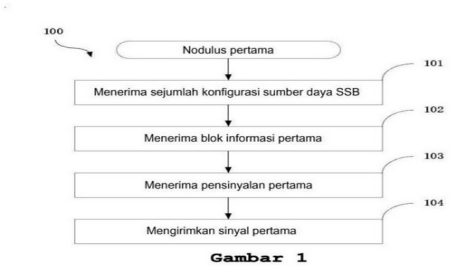 100
Nodulus pertama
101
Menerima sejumlah konfigurasi sumber daya SSB
102
Menerima blok informasi pertama
103
Menerima pensinyalan pertama
104
Mengirimkan sinyal pertama
Gambar 1